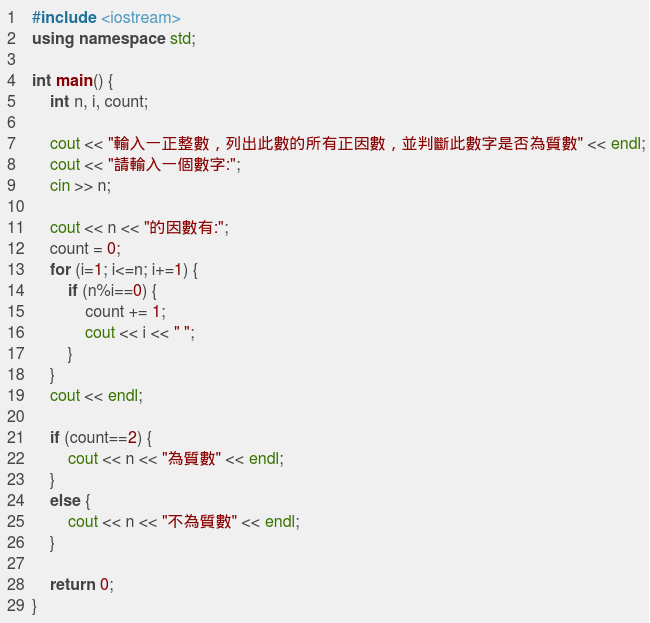 1 #include <iostream>
2 using namespace std;
3
4 int main() {
5     int n, i, count;
6
7     cout << "輸入一正整數，列出此數的所有正因數，並判斷此數字是否為質數" << endl;
8     cout << "請輸入一個數字:";
9     cin >> n;
10
11     cout << n << "的因數有:";
12     count = 0;
13     for (i=1; i<=n; i+=1) {
14         if (n%i==0) {
15             count += 1;
16             cout << i << " ";
17         }
18     }
19     cout << endl;
20
21     if (count==2) {
22         cout << n << "為質數" << endl;
23     }
24     else {
25         cout << n << "不為質數" << endl;
26     }
27
28     return 0;
29 }